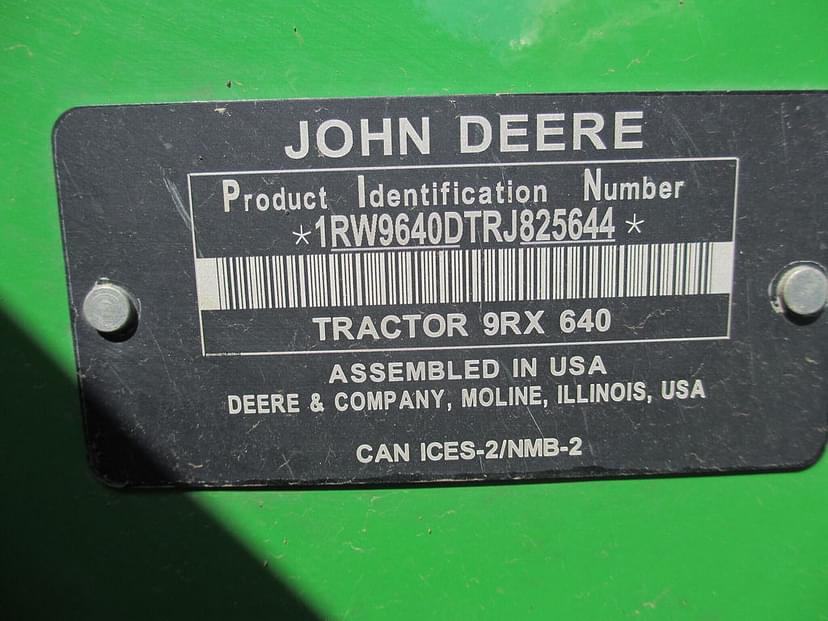 JOHN DEERE
Product Identification Number
*1RW9640DTRJ825644*
TRACTOR 9RX 640
ASSEMBLED IN USA
DEERE & COMPANY, MOLINE, ILLINOIS, USA
CAN ICES-2/NMB-2